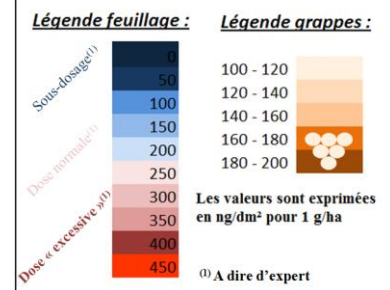 Légende feuillage :
Légende grappes :
Sous-dosage(1)
Dose normale(1)
Dose « excessive »(1)
0
50
100
150
200
250
300
350
400
450
100 - 120
120 - 140
140 - 160
160 - 180
180 - 200
Les valeurs sont exprimées
en ng/dm² pour 1 g/ha
(1) A dire d'expert